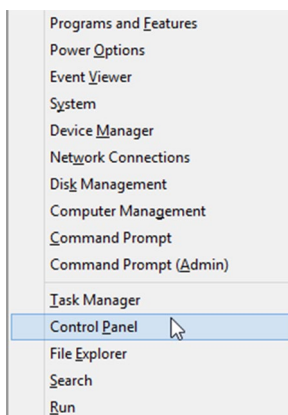 Programs and Features
Power Options
Event Viewer
System
Device Manager
Network Connections
Disk Management
Computer Management
Command Prompt
Command Prompt (Admin)
Task Manager
Control Panel
File Explorer
Search
Run